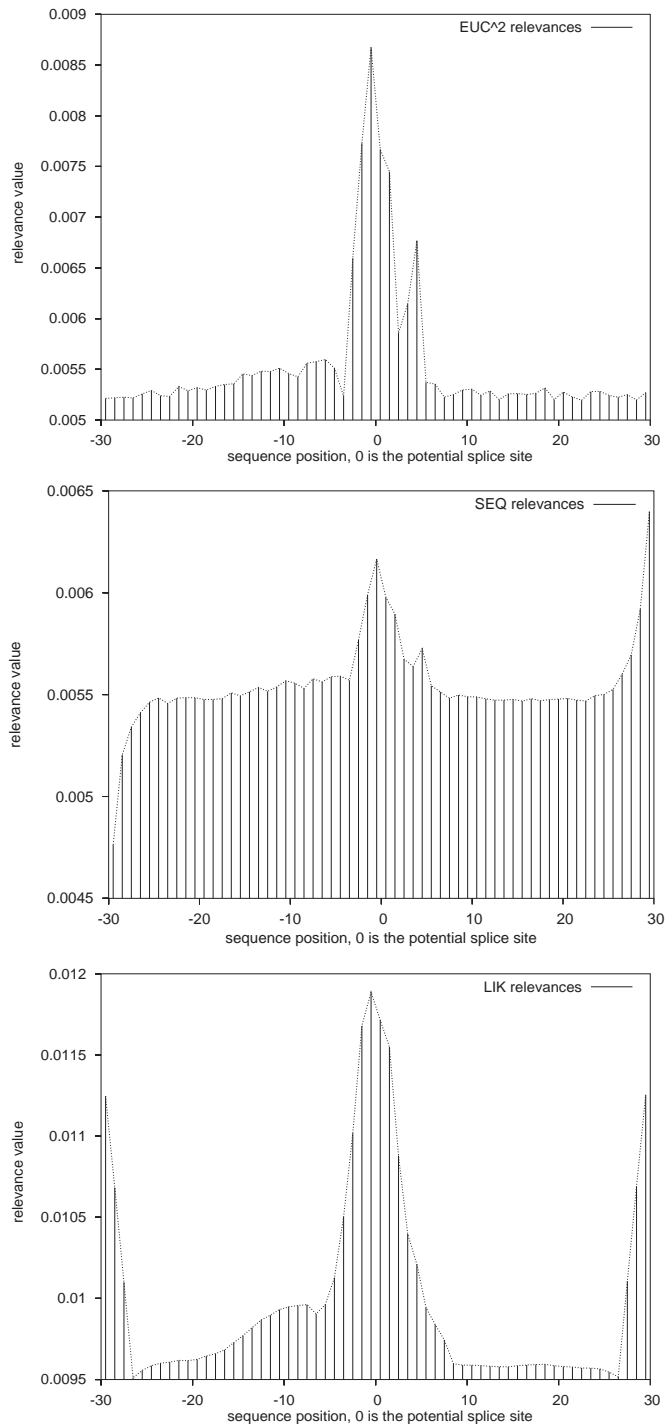 0.009
EUC^2 relevances
0.0085
0.008
0.0075
0.007
0.0065
0.006
0.0055
0.005
relevance value
-30 -20 -10 0 10 20 30
sequence position, 0 is the potential splice site
0.0065
SEQ relevances
0.006
0.0055
0.005
0.0045
relevance value
-30 -20 -10 0 10 20 30
sequence position, 0 is the potential splice site
0.012
LIK relevances
0.0115
0.011
0.0105
0.01
0.0095
relevance value
-30 -20 -10 0 10 20 30
sequence position, 0 is the potential splice site